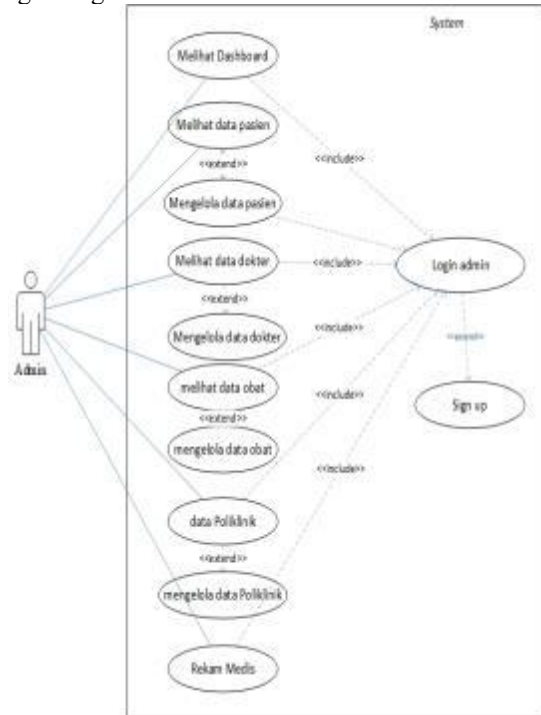 System
Melihat Dashboard
Melihat data pasien
<<include>>
<<extend>>
Mengelola data pasien
Melihat data dokter
<<include>>
Login admin
<<extend>>
Mengelola data dokter
<<include>>
Admin
melihat data obat
<<extend>>
Sign up
<<include>>
mengelola data obat
<<include>>
data Poliklinik
<<extend>>
mengelola data Poliklinik
Rekam Medis